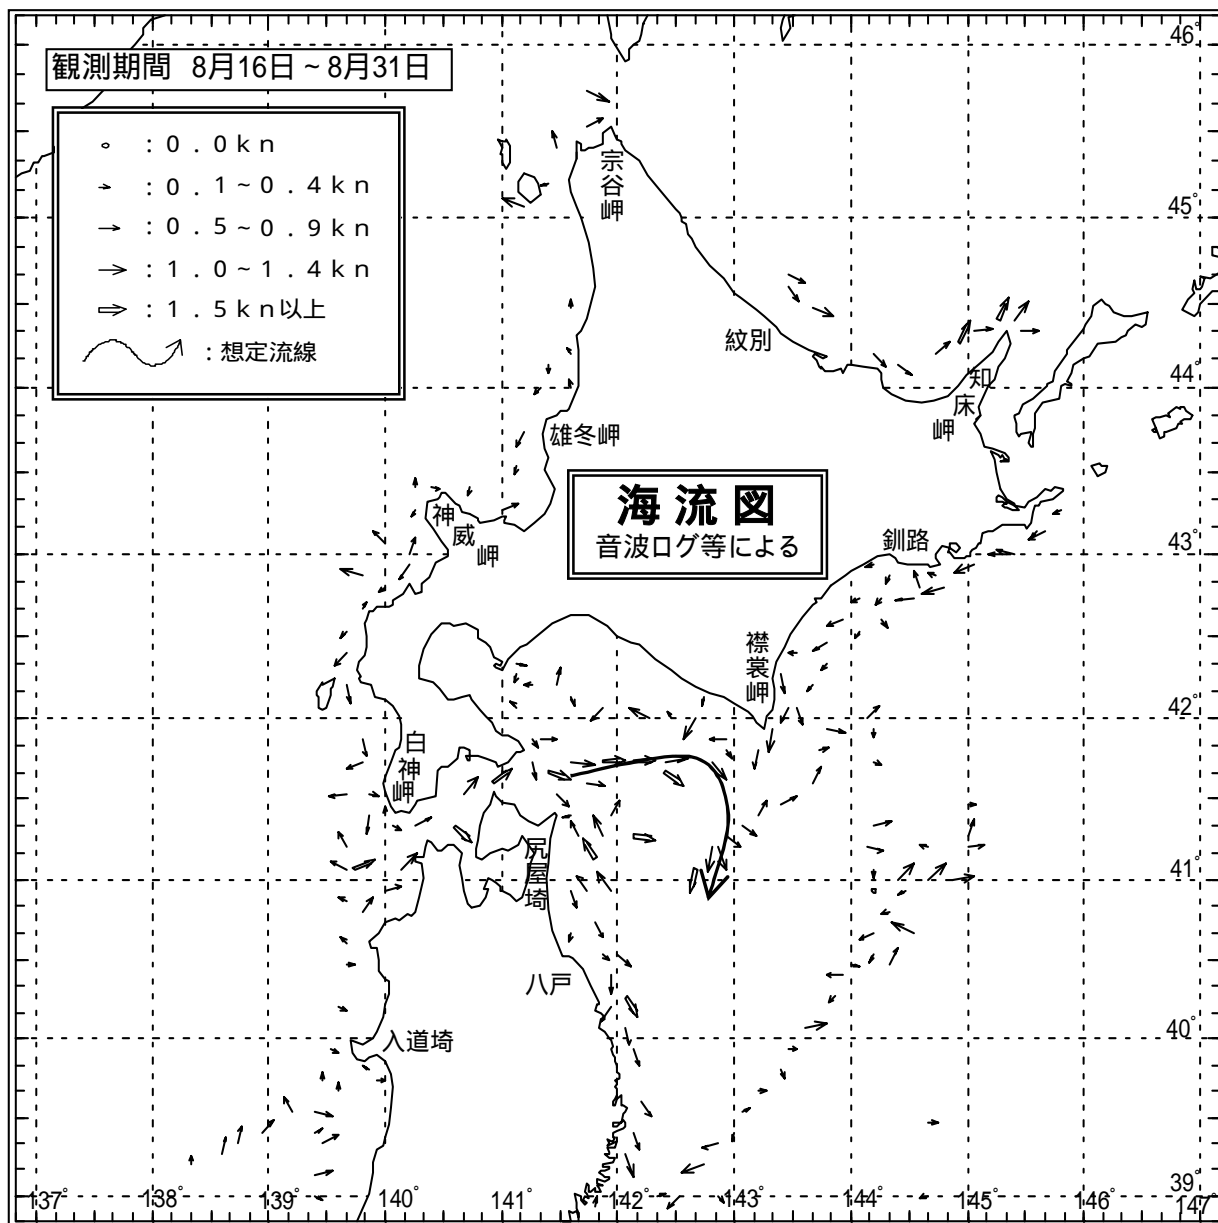 観測期間 8月16日~8月31日
:0.0kn
:0.1~0.4kn
:0.5~0.9kn
:1.0~1.4kn
:1.5kn以上
:想定流線
海流図
音波ログ等による
宗谷岬
紋別
知床岬
雄冬岬
神威岬
釧路
襟裳岬
白神岬
尻屋埼
八戸
入道埼
46°
45°
44°
43°
42°
41°
40°
39°
137°
138°
139°
140°
141°
142°
143°
144°
145°
146°
147°